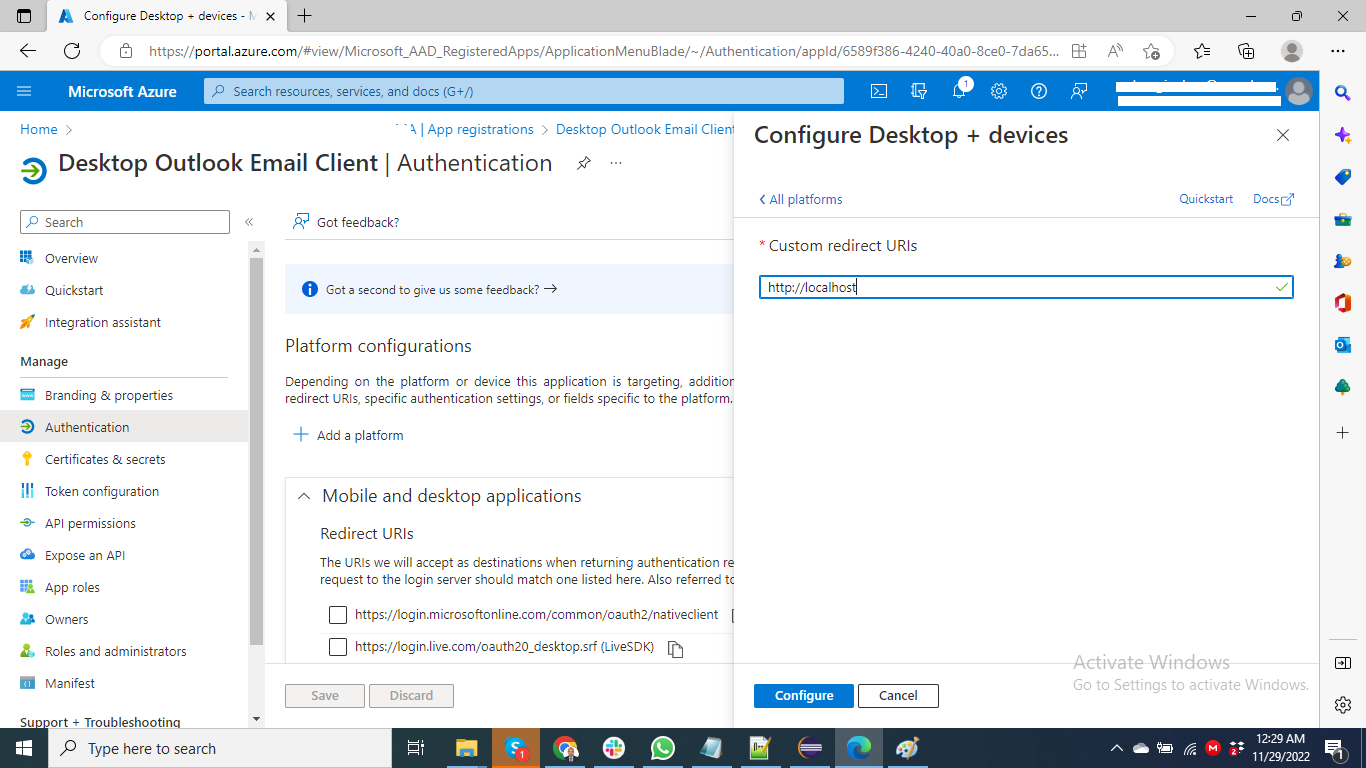 Configure Desktop + devices - M
https://portal.azure.com/#view/Microsoft_AAD_RegisteredApps/ApplicationMenuBlade/~/Authentication/appId/6589f386-4240-40a0-8ce0-7da65...
Microsoft Azure
Search resources, services, and docs (G+/)
1
Home
| App registrations
Desktop Outlook Email Client
Desktop Outlook Email Client | Authentication
Search
Overview
Quickstart
Integration assistant
Manage
Branding & properties
Authentication
Certificates & secrets
Token configuration
API permissions
Expose an API
App roles
Owners
Roles and administrators
Manifest
Support + Troubleshooting
Got feedback?
Got a second to give us some feedback?
Platform configurations
Depending on the platform or device this application is targeting, addition
redirect URIs, specific authentication settings, or fields specific to the platform.
Add a platform
Mobile and desktop applications
Redirect URIs
The URIs we will accept as destinations when returning authentication re
request to the login server should match one listed here. Also referred to
https://login.microsoftonline.com/common/oauth2/nativeclient
https://login.live.com/oauth20_desktop.srf (LiveSDK)
Save
Discard
Configure Desktop + devices
All platforms
Quickstart
Docs
* Custom redirect URIs
http://localhost
Configure
Cancel
Activate Windows
Go to Settings to activate Windows.
Type here to search
1
2
12:29 AM
11/29/2022
1